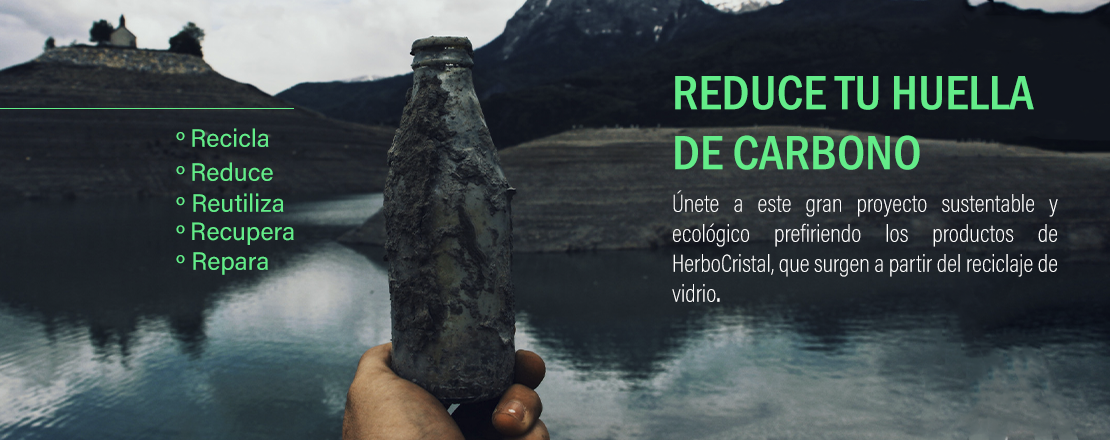 º Recicla
º Reduce
º Reutiliza
º Recupera
º Repara
REDUCE TU HUELLA
DE CARBONO
Únete a este gran proyecto sustentable y
ecológico prefiriendo los productos de
HerboCristal, que surgen a partir del reciclaje de
vidrio.